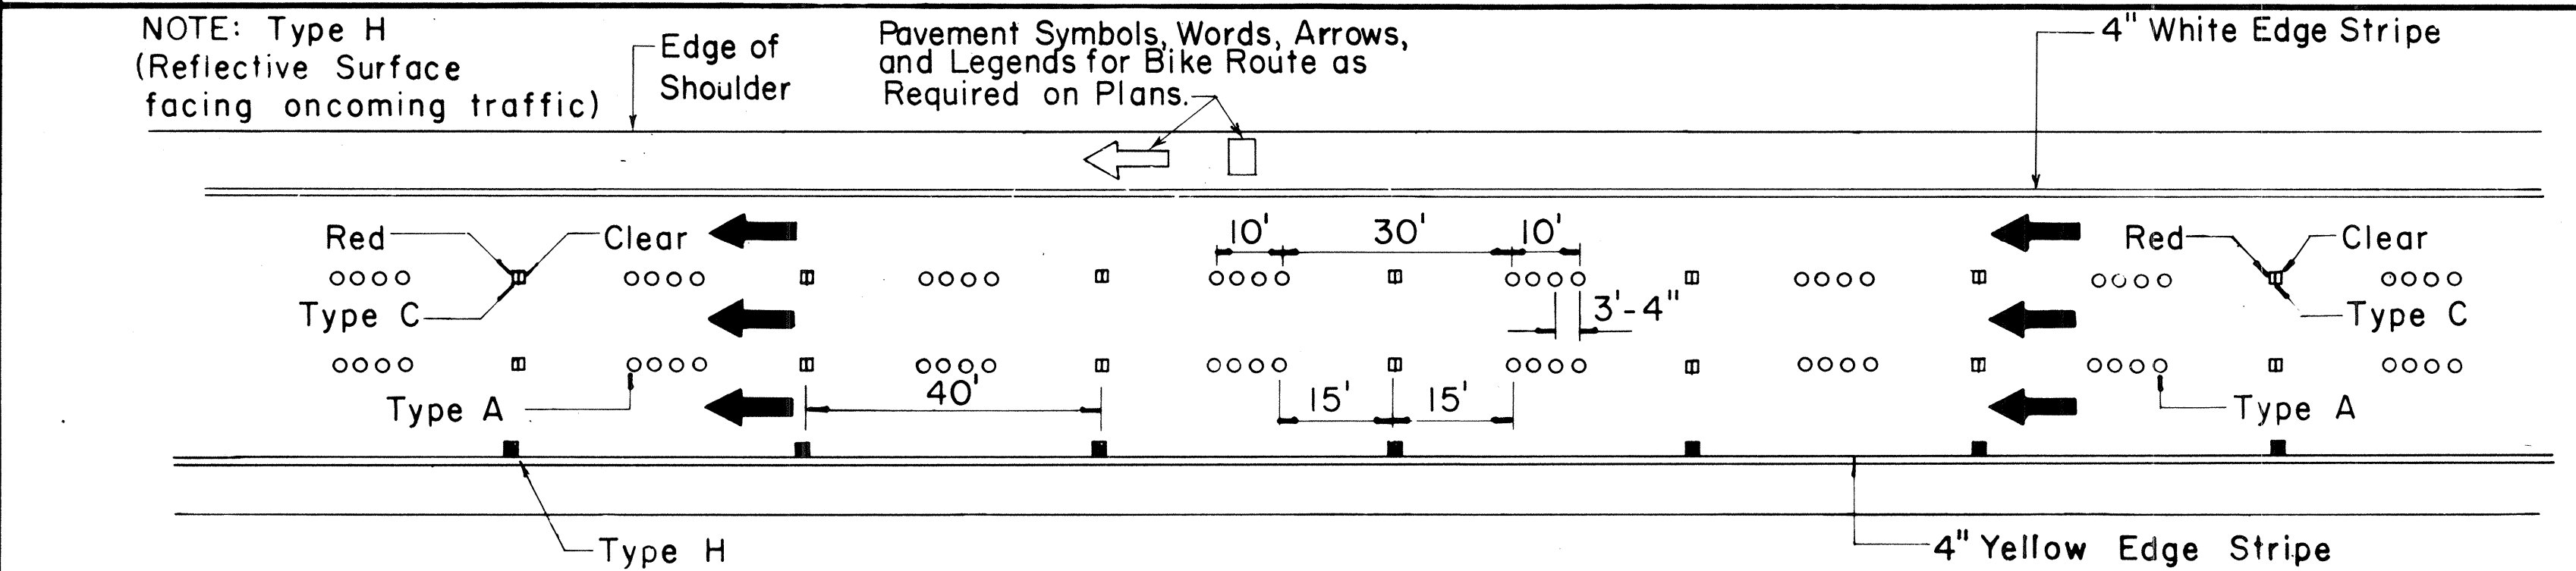 NOTE: Type H
(Reflective Surface
facing oncoming traffic)
Edge of
Shoulder
Pavement Symbols, Words, Arrows,
and Legends for Bike Route as
Required on Plans.
4" White Edge Stripe
Red
Clear
10'
30'
10'
Red
Clear
Type C
3'-4"
Type C
Type A
40'
15'
15'
Type A
Type H
4" Yellow Edge Stripe